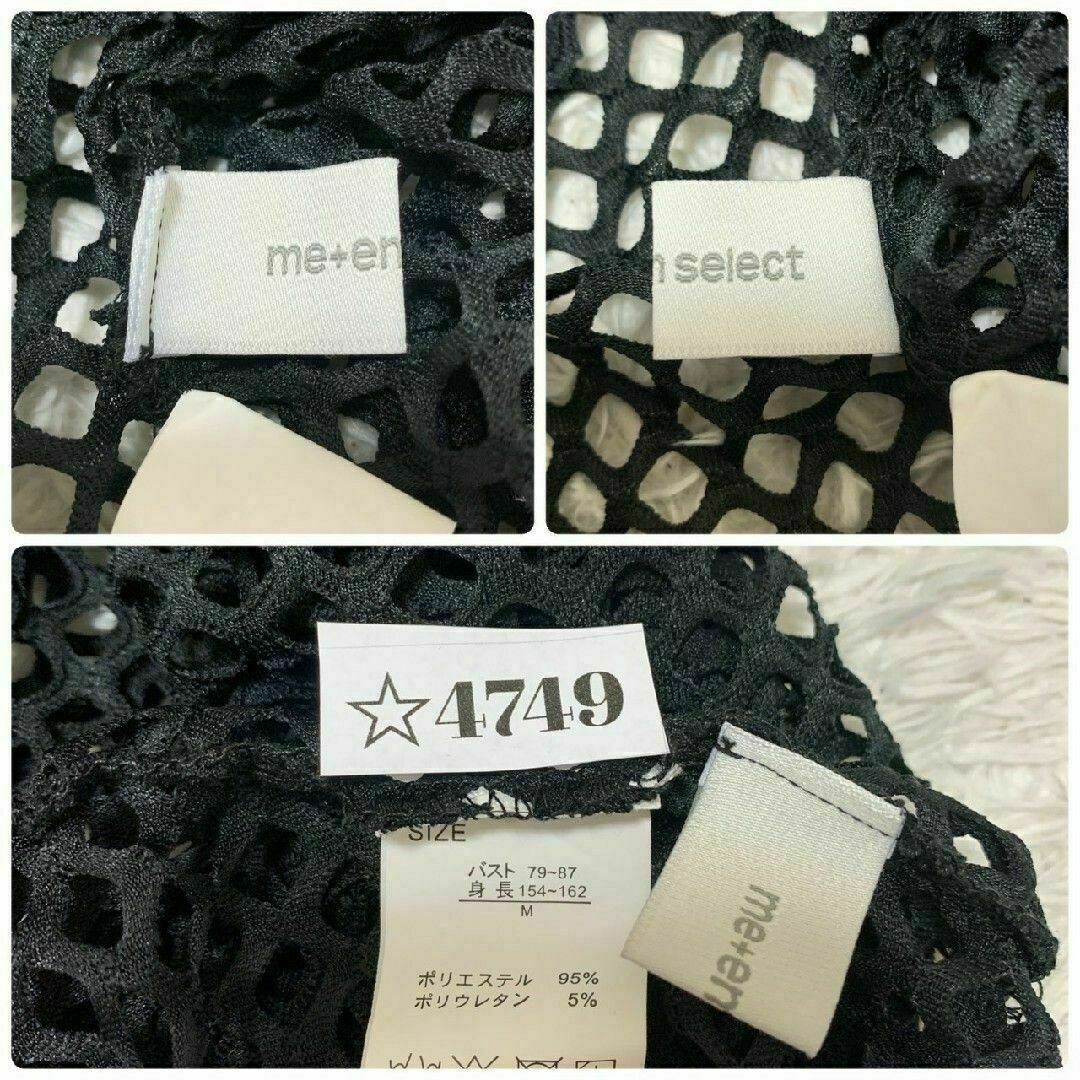 me+en
n select
☆4749
SIZE
バスト 79~87
身長 154~162
M
ポリエステル 95%
ポリウレタン 5%
me+en